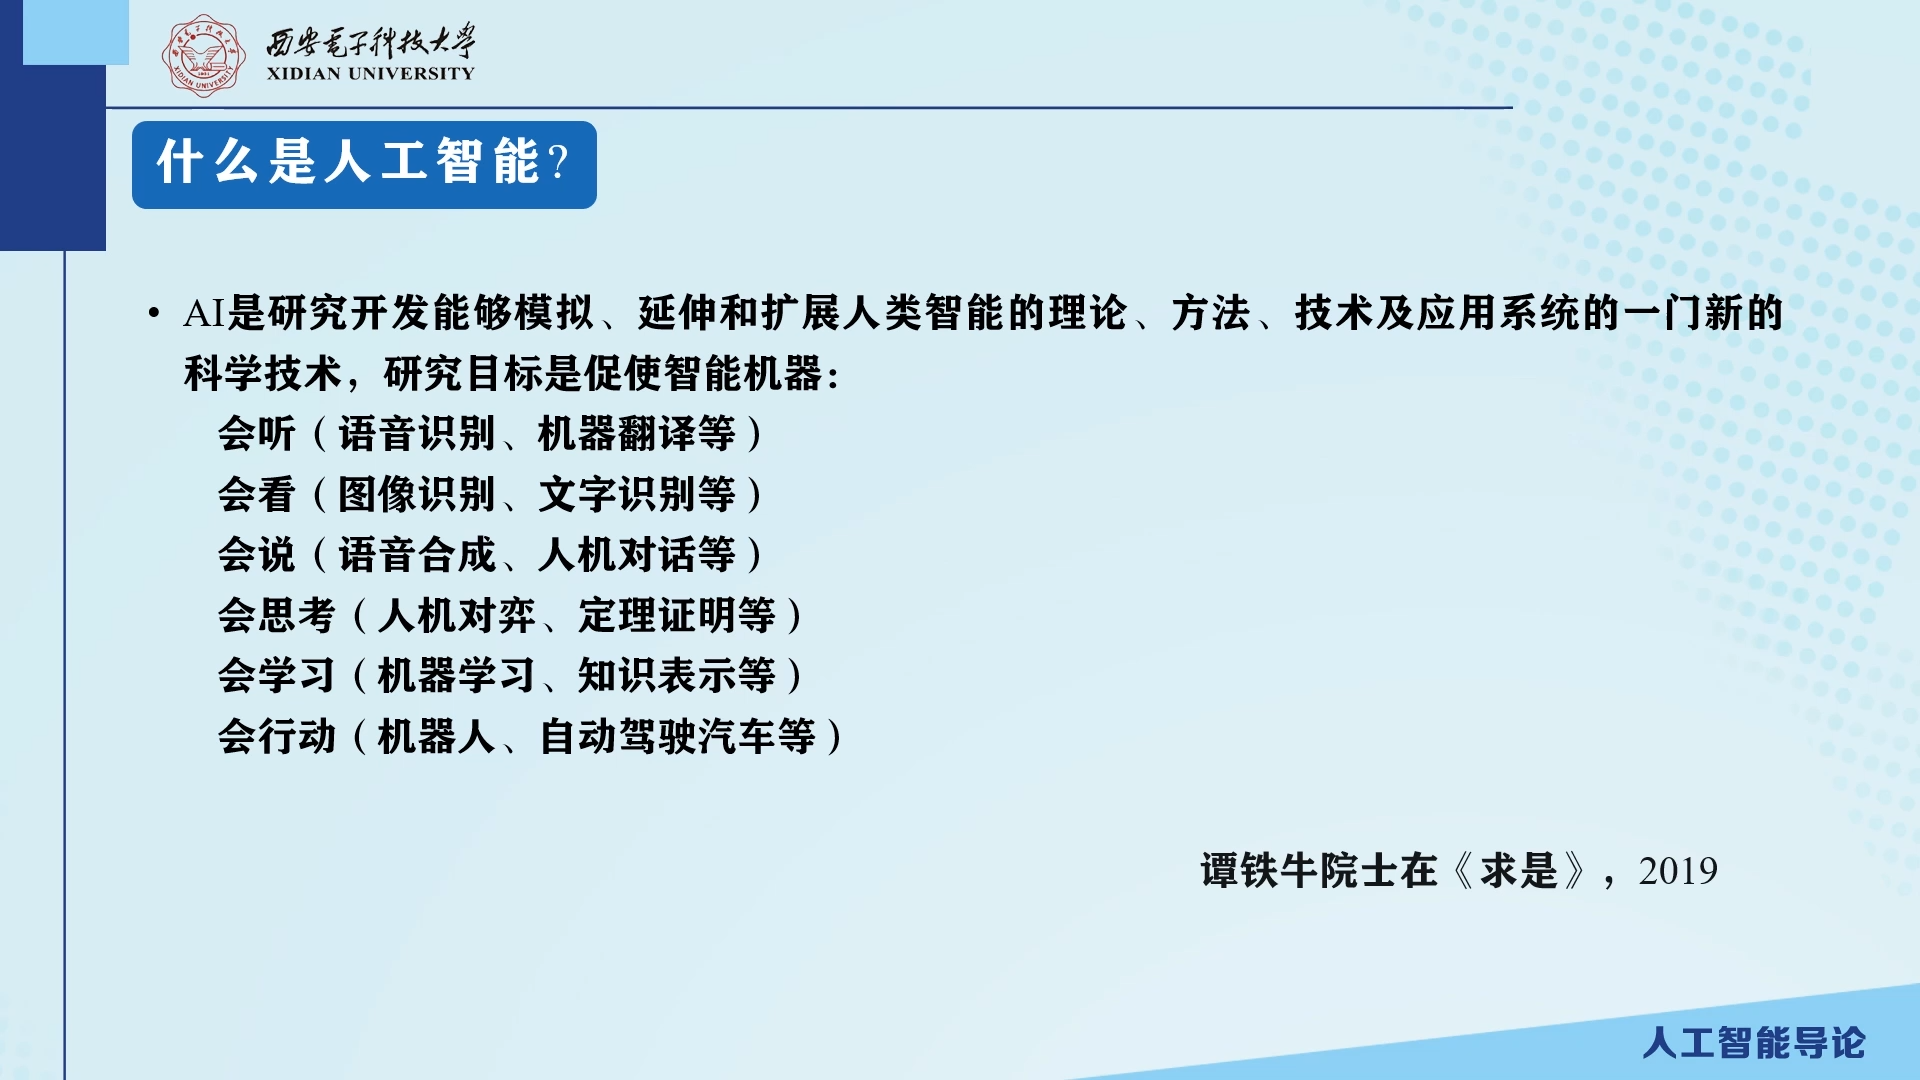 西安电子科技大学
XIDIAN UNIVERSITY
什么是人工智能?
• AI是研究开发能够模拟、延伸和扩展人类智能的理论、方法、技术及应用系统的一门新的
科学技术，研究目标是促使智能机器：
会听（语音识别、机器翻译等）
会看（图像识别、文字识别等）
会说（语音合成、人机对话等）
会思考（人机对弈、定理证明等）
会学习（机器学习、知识表示等）
会行动（机器人、自动驾驶汽车等）
谭铁牛院士在《求是》，2019
人工智能导论